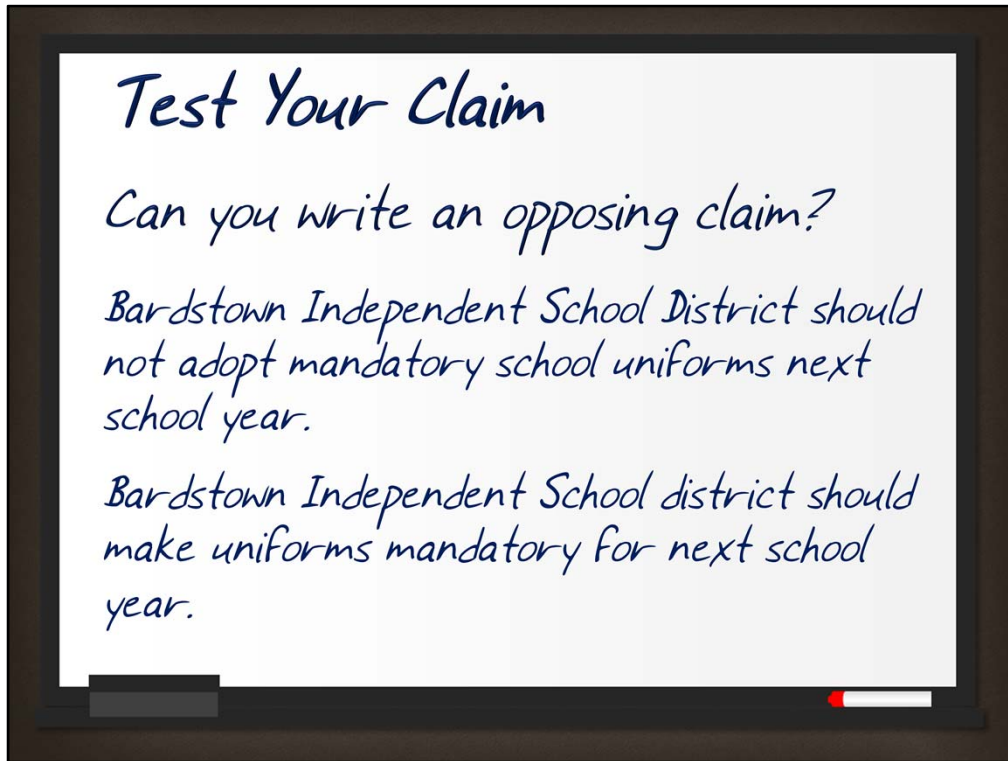 Test Your Claim
Can you write an opposing claim?
Bardstown Independent School District should
not adopt mandatory school uniforms next
school year.
Bardstown Independent School district should
make uniforms mandatory for next school
year.